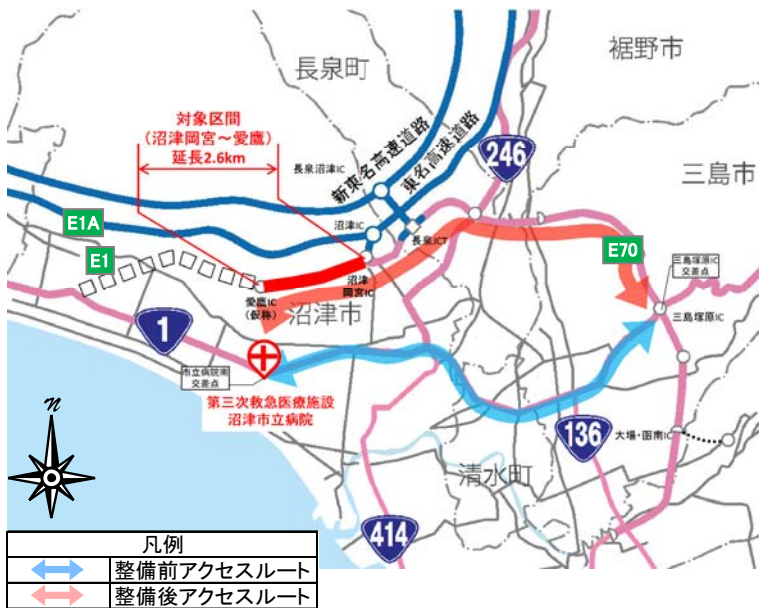 裾野市
長泉町
対象区間
(沼津岡宮～愛鷹)
延長2.6km
新東名高速道路
東名高速道路
246
長泉沼津IC
三島市
E1A
沼津IC
長泉JCT
E70
三島塚原IC
交差点
E1
沼津
岡宮IC
愛鷹IC
(仮称)
沼津市
三島塚原IC
1
市立病院南
交差点
第三次救急医療施設
沼津市立病院
N
136
大場・函南IC
清水町
414
凡例
整備前アクセスルート
整備後アクセスルート